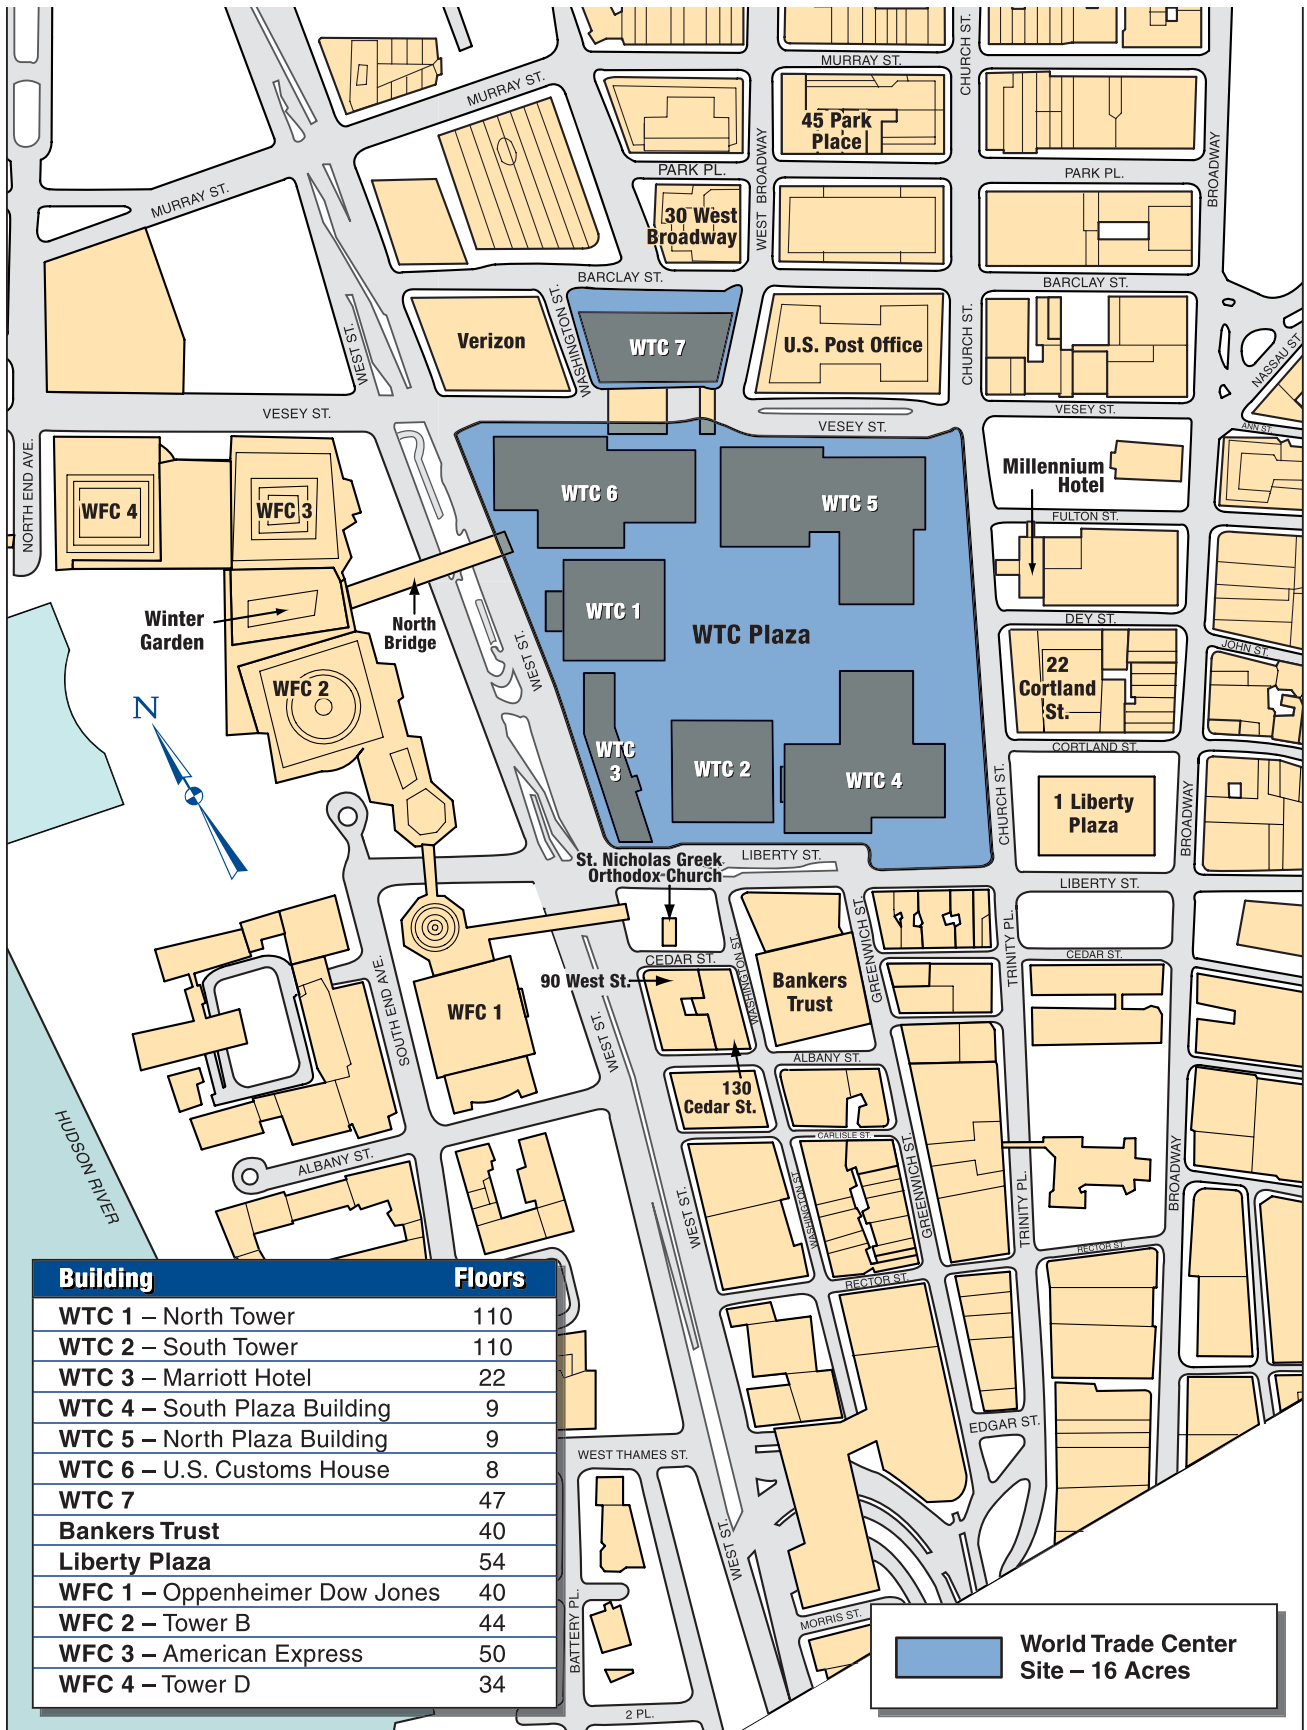 MURRAY ST.
CHURCH ST.
MURRAY ST.
45 Park
Place
BROADWAY
WEST BROADWAY
PARK PL.
PARK PL.
MURRAY ST.
30 West
Broadway
BARCLAY ST.
BARCLAY ST.
WASHINGTON ST.
WEST ST.
Verizon
WTC 7
U.S. Post Office
CHURCH ST.
NASSAU ST.
VESEY ST.
VESEY ST.
VESEY ST.
ANN ST.
NORTH END AVE.
WFC 4
WFC 3
WTC 6
WTC 5
Millennium
Hotel
FULTON ST.
Winter
Garden
North
Bridge
WTC 1
WTC Plaza
DEY ST.
JOHN ST.
WEST ST.
WFC 2
22
Cortland
St.
N
WTC
3
WTC 2
WTC 4
CORTLAND ST.
CHURCH ST.
1 Liberty
Plaza
BROADWAY
LIBERTY ST.
St. Nicholas Greek
Orthodox Church
LIBERTY ST.
GREENWICH ST.
TRINITY PL.
WASHINGTON ST.
CEDAR ST.
CEDAR ST.
90 West St.
Bankers
Trust
SOUTH END AVE.
WFC 1
WEST ST.
ALBANY ST.
130
Cedar St.
HUDSON RIVER
CARLISLE ST.
ALBANY ST.
WEST ST.
WASHINGTON ST.
GREENWICH ST.
TRINITY PL.
BROADWAY
RECTOR ST.
RECTOR ST.
EDGAR ST.
WEST THAMES ST.
WEST ST.
BATTERY PL.
MORRIS ST.
2 PL.
Building Floors
WTC 1 – North Tower 110
WTC 2 – South Tower 110
WTC 3 – Marriott Hotel 22
WTC 4 – South Plaza Building 9
WTC 5 – North Plaza Building 9
WTC 6 – U.S. Customs House 8
WTC 7 47
Bankers Trust 40
Liberty Plaza 54
WFC 1 – Oppenheimer Dow Jones 40
WFC 2 – Tower B 44
WFC 3 – American Express 50
WFC 4 – Tower D 34
World Trade Center
Site – 16 Acres